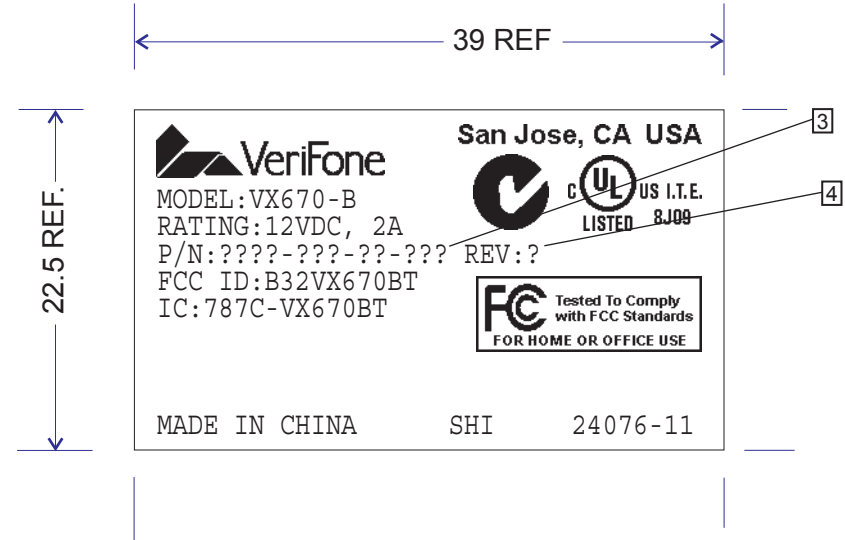 39 REF
22.5 REF.
VeriFone
San Jose, CA USA
MODEL:VX670-B
RATING:12VDC, 2A
P/N:????-???-??-??? REV:?
FCC ID:B32VX670BT
IC:787C-VX670BT
C UL US I.T.E.
LISTED 8J09
FC Tested To Comply
with FCC Standards
FOR HOME OR OFFICE USE
MADE IN CHINA SHI 24076-11
3
4